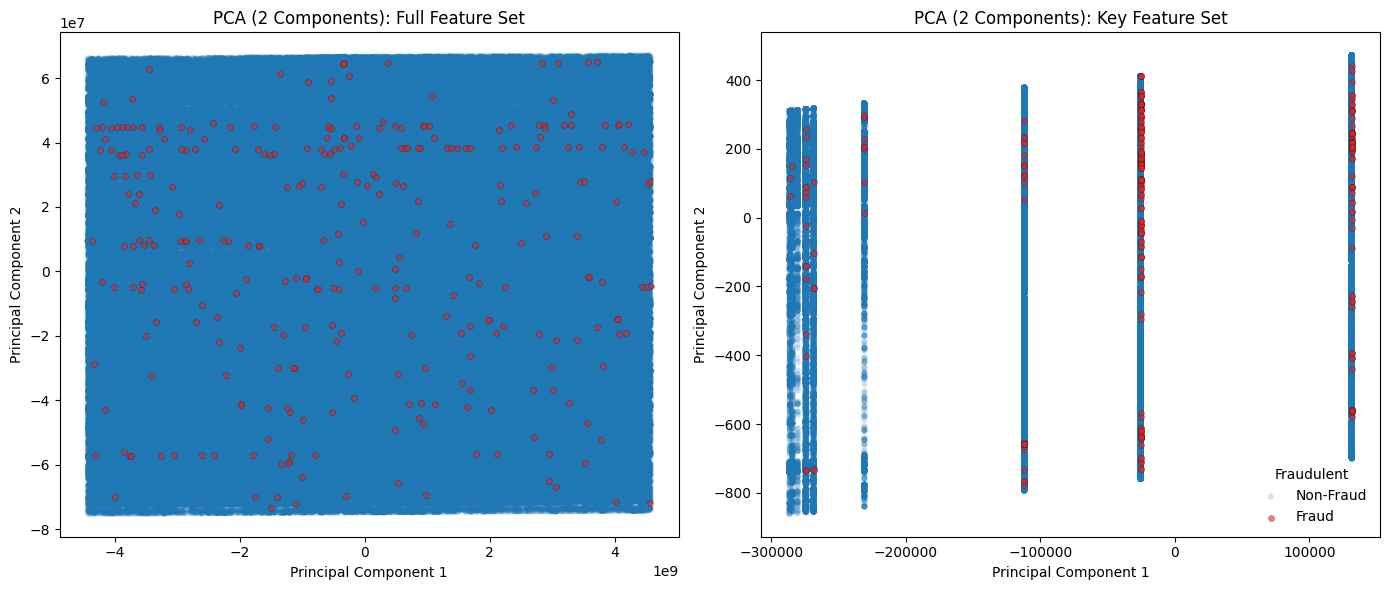 PCA (2 Components): Full Feature Set
1e7
6
4
2
0
−2
−4
−6
−8
Principal Component 2
−4
−2
0
2
4
1e9
Principal Component 1
PCA (2 Components): Key Feature Set
400
200
0
−200
−400
−600
−800
Principal Component 2
−300000
−200000
−100000
0
100000
Principal Component 1
Fraudulent
Non-Fraud
Fraud